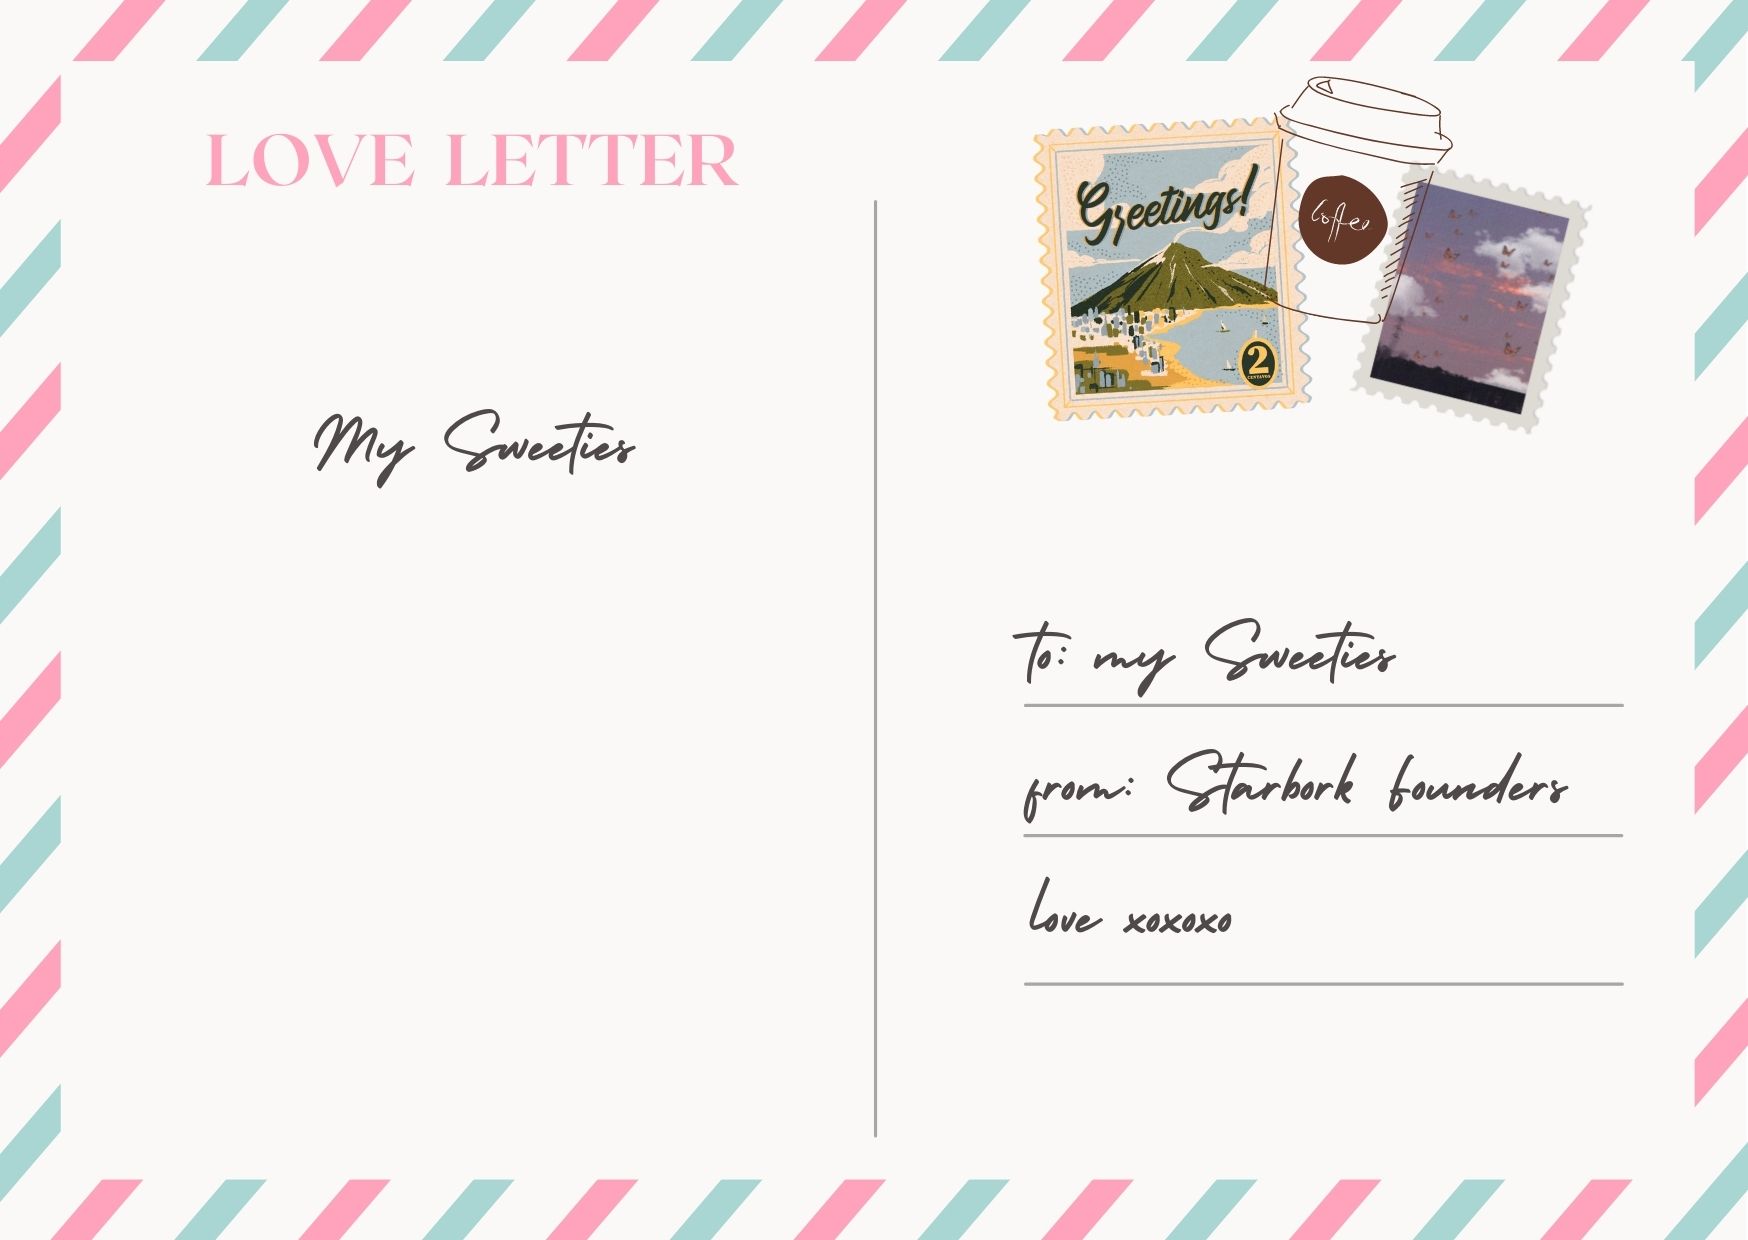 LOVE LETTER
My Sweeties
Greetings!
2
CENTAVOS
Coffee
to: my Sweeties
from: Starbork founders
love xoxoxo